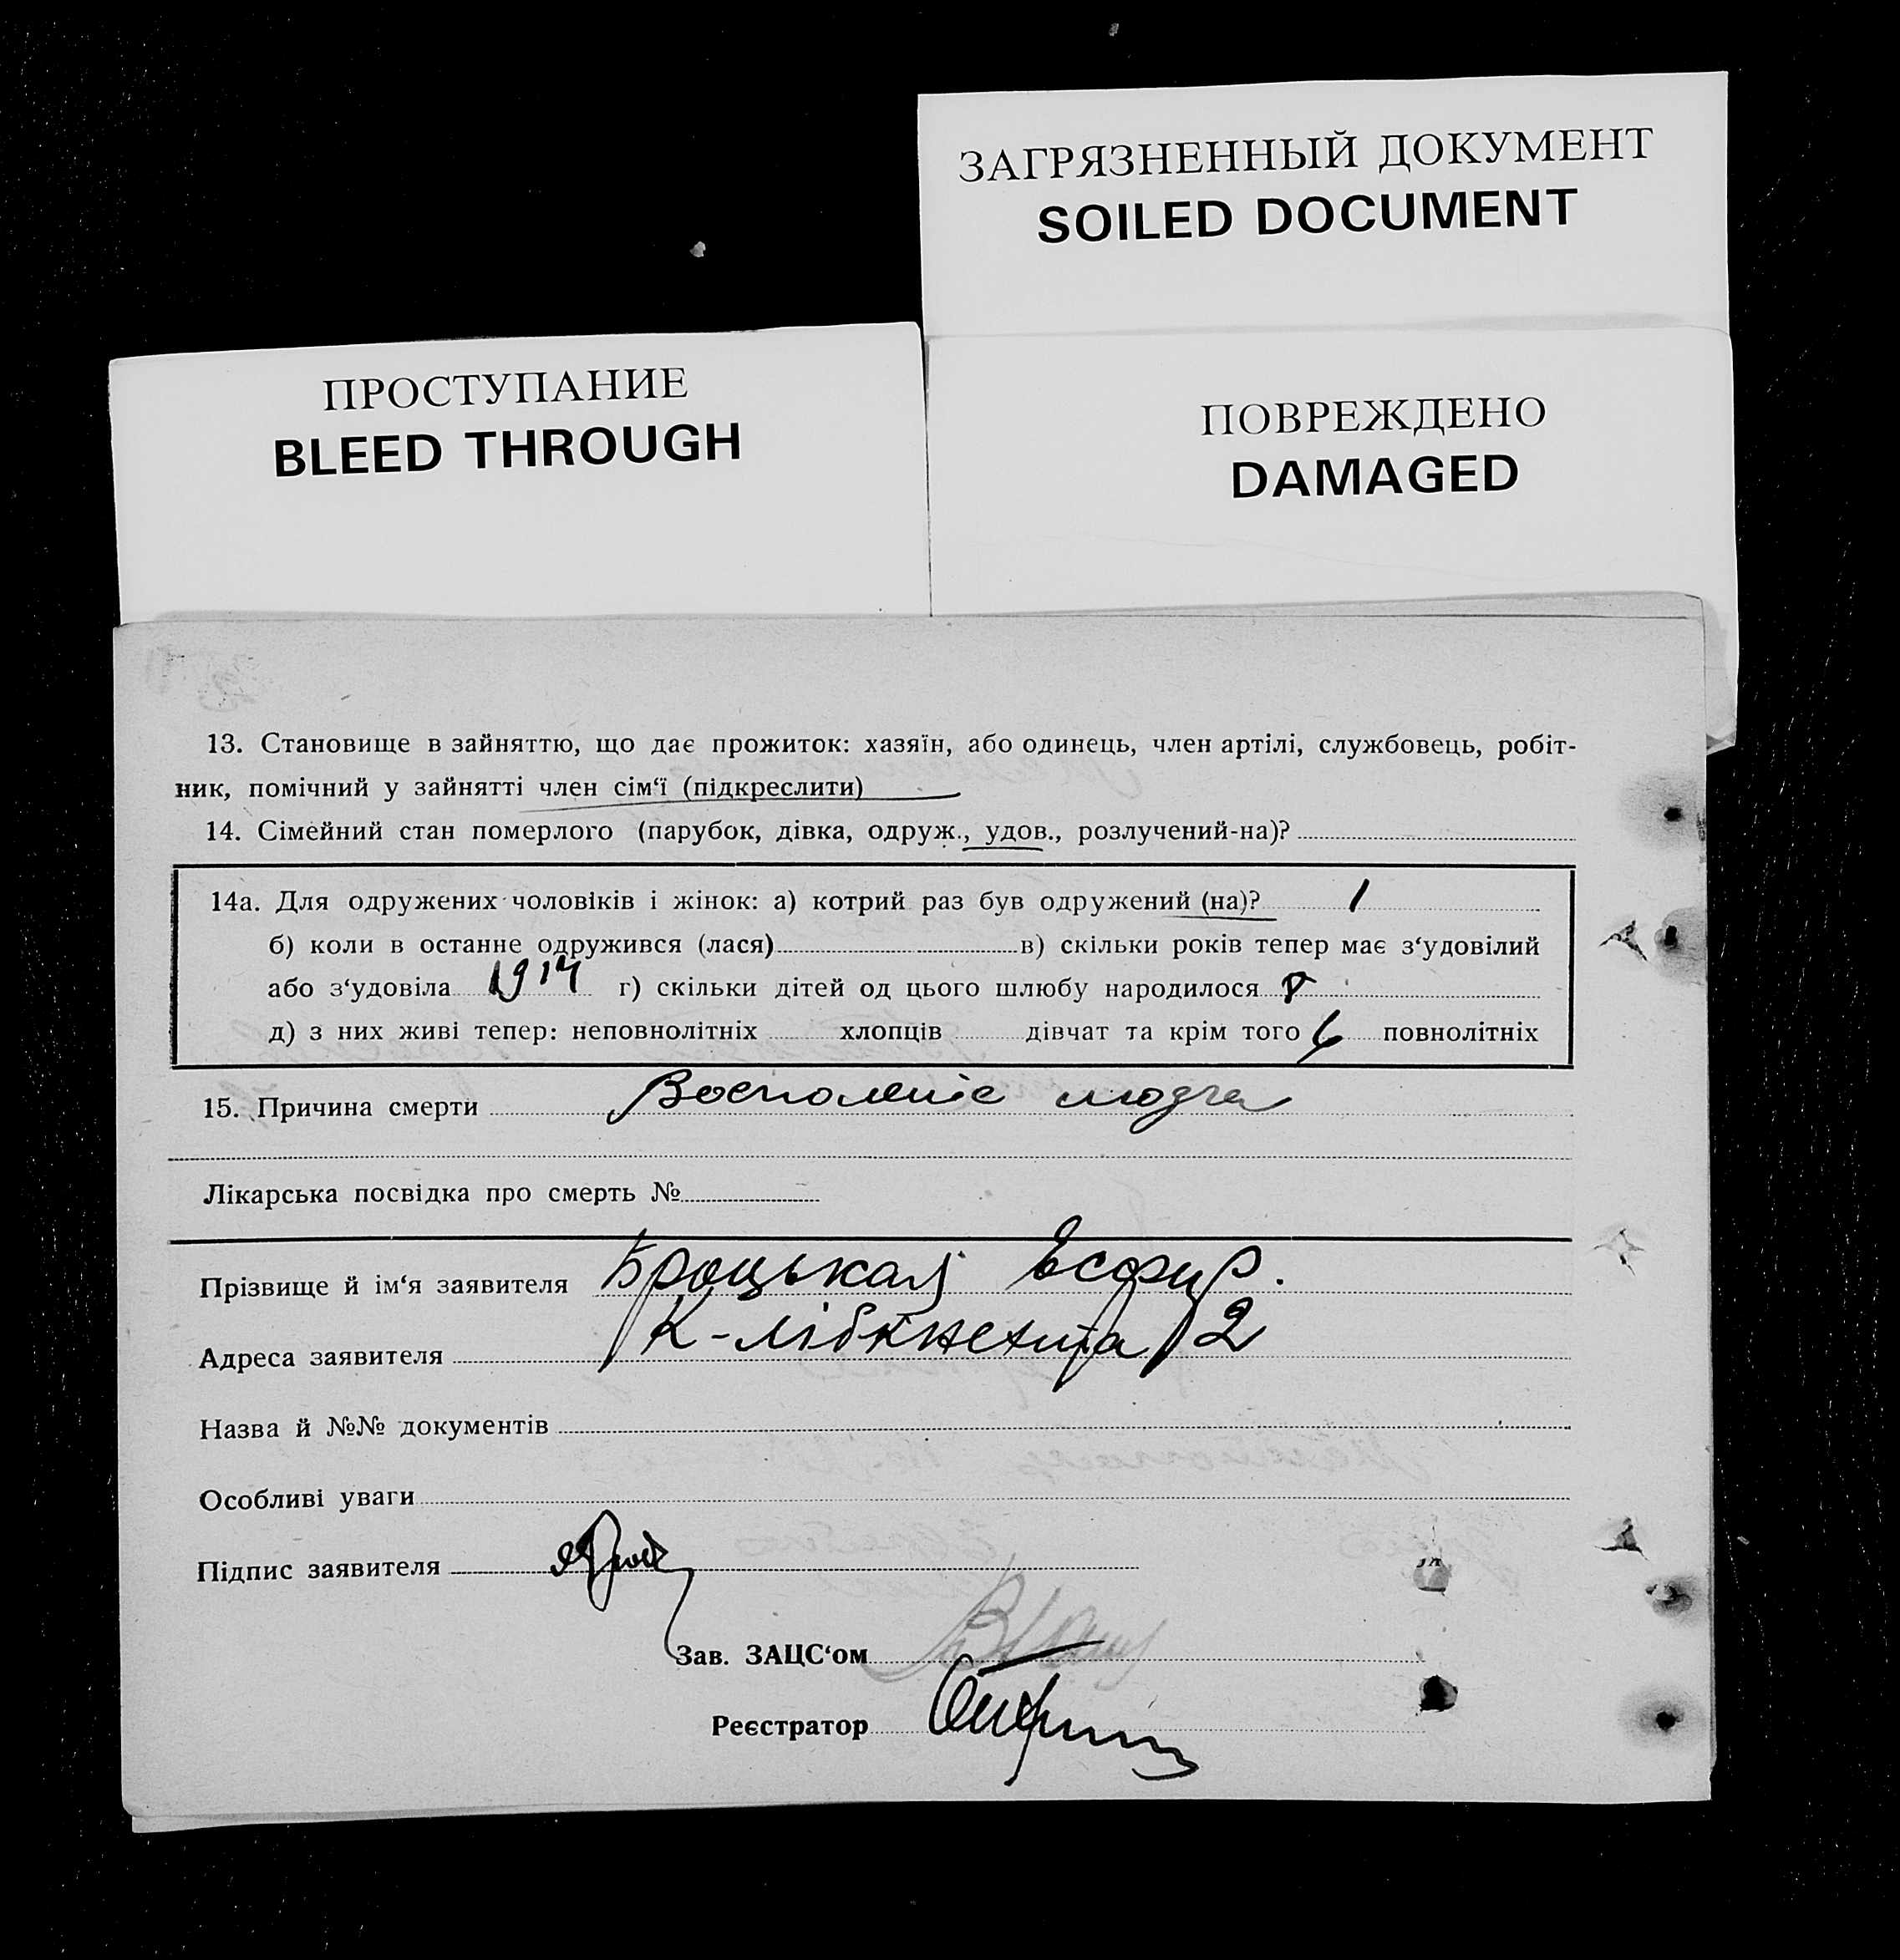 ЗАГРЯЗНЕННЫЙ ДОКУМЕНТ
SOILED DOCUMENT
ПРОСТУПАНИЕ
BLEED THROUGH
ПОВРЕЖДЕНО
DAMAGED
13. Становище в зайняттю, що дає прожиток: хазяїн, або одинець, член артілі, службовець, робіт-
ник, помічний у зайнятті член сім‘ї (підкреслити)
14. Сімейний стан померлого (парубок, дівка, одруж., удов., розлучений-на)?
14а. Для одружених чоловіків і жінок: а) котрий раз був одружений (на)? 1
б) коли в останнє одружився (лася) в) скільки років тепер має з‘удовілий
або з‘удовіла 1914 г) скільки дітей од цього шлюбу народилося 8
д) з них живі тепер: неповнолітніх хлопців дівчат та крім того 6 повнолітніх
15. Причина смерти Восполеніе
Лікарська посвідка про смерть №
Прізвище й ім‘я заявителя Броцькая Есфир.
Адреса заявителя К-лібкнехта 12
Назва й №№ документів
Особливі уваги
Підпис заявителя
Зав. ЗАЦС‘ом
Реєстратор